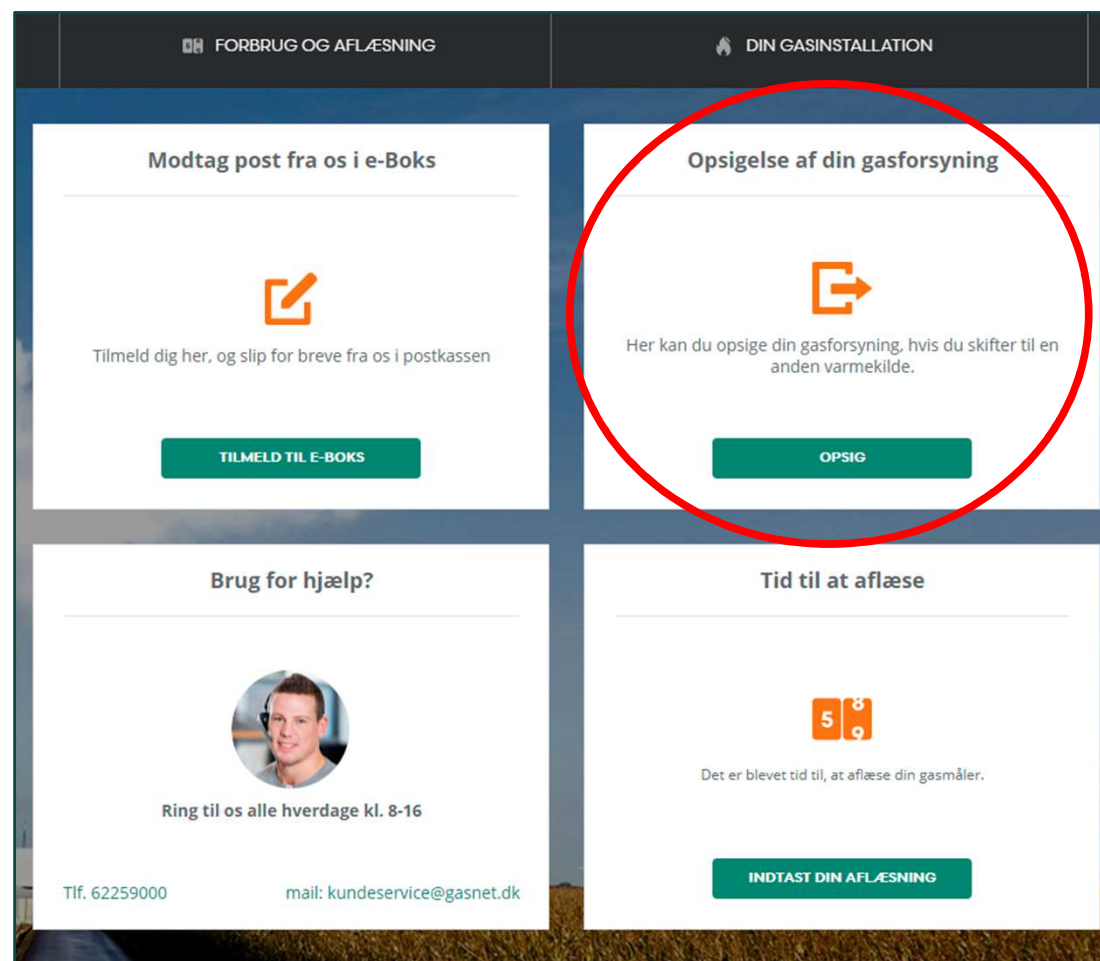 FORBRUG OG AFLÆSNING
DIN GASINSTALLATION
Modtag post fra os i e-Boks
Tilmeld dig her, og slip for breve fra os i postkassen
TILMELD TIL E-BOKS
Opsigelse af din gasforsyning
Her kan du opsige din gasforsyning, hvis du skifter til en
anden varmekilde.
OPSIG
Brug for hjælp?
Ring til os alle hverdage kl. 8-16
Tlf. 62259000
mail: kundeservice@gasnet.dk
Tid til at aflæse
5 8
9
Det er blevet tid til, at aflæse din gasmåler.
INDTAST DIN AFLÆSNING